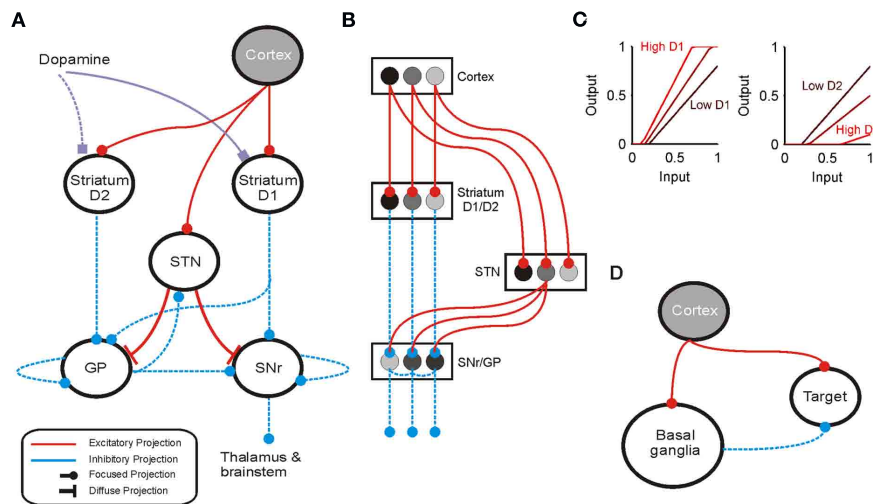 A
Dopamine
Cortex
Striatum
D2
Striatum
D1
STN
GP
SNr
Thalamus &
brainstem
Excitatory Projection
Inhibitory Projection
Focused Projection
Diffuse Projection
B
Cortex
Striatum
D1/D2
STN
SNr/GP
C
1
0.5
0
Output
High D1
Low D1
0
0.5
1
Input
1
0.5
0
Output
Low D2
High D
0
0.5
1
Input
D
Cortex
Target
Basal
ganglia